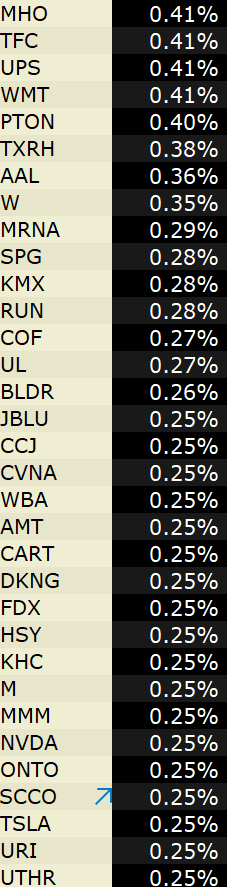 MHO 0.41%
TFC 0.41%
UPS 0.41%
WMT 0.41%
PTON 0.40%
TXRH 0.38%
AAL 0.36%
W 0.35%
MRNA 0.29%
SPG 0.28%
KMX 0.28%
RUN 0.28%
COF 0.27%
UL 0.27%
BLDR 0.26%
JBLU 0.25%
CCJ 0.25%
CVNA 0.25%
WBA 0.25%
AMT 0.25%
CART 0.25%
DKNG 0.25%
FDX 0.25%
HSY 0.25%
KHC 0.25%
M 0.25%
MMM 0.25%
NVDA 0.25%
ONTO 0.25%
SCCO 0.25%
TSLA 0.25%
URI 0.25%
UTHR 0.25%